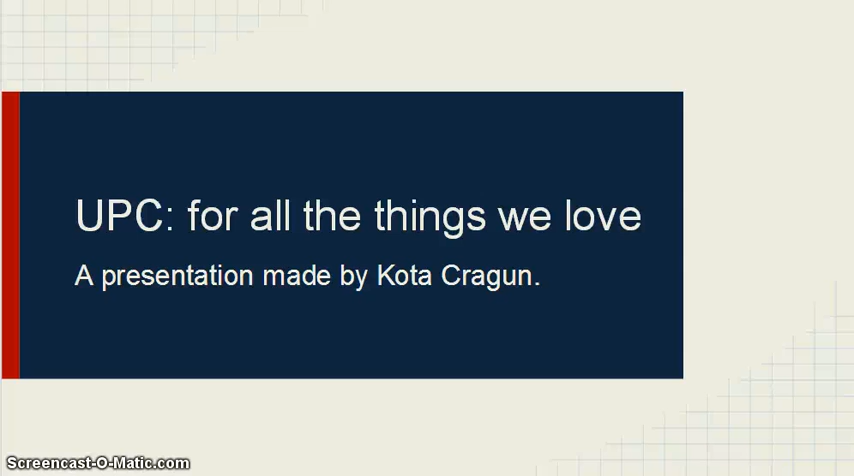 UPC: for all the things we love
A presentation made by Kota Cragun.
Screencast-O-Matic.com